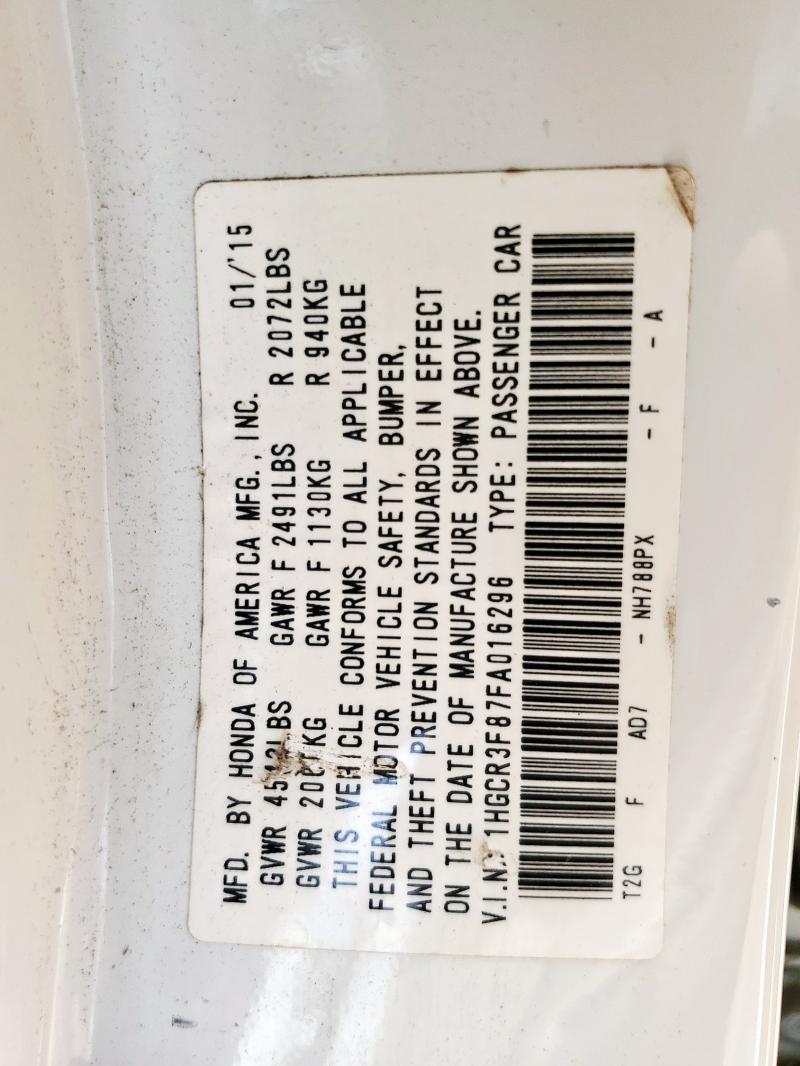 MFD. BY HONDA OF AMERICA MFG., INC. 01/'15
GVWR GAWR F 2491LBS R 2072LBS
GVWR GAWR F 1130KG R 940KG
THIS VEHICLE CONFORMS TO ALL APPLICABLE
FEDERAL MOTOR VEHICLE SAFETY, BUMPER,
AND THEFT PREVENTION STANDARDS IN EFFECT
ON THE DATE OF MANUFACTURE SHOWN ABOVE.
V.I.N.: 1HGCR3F87FA016296 TYPE: PASSENGER CAR
T2G F AD7 - NH788PX - F - A